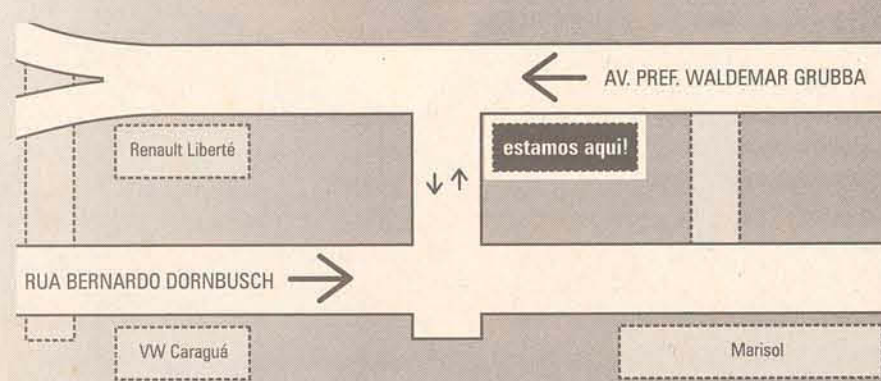 AV. PREF. WALDEMAR GRUBBA
Renault Liberté
estamos aqui!
RUA BERNARDO DORNBUSCH
VW Caraguá
Marisol